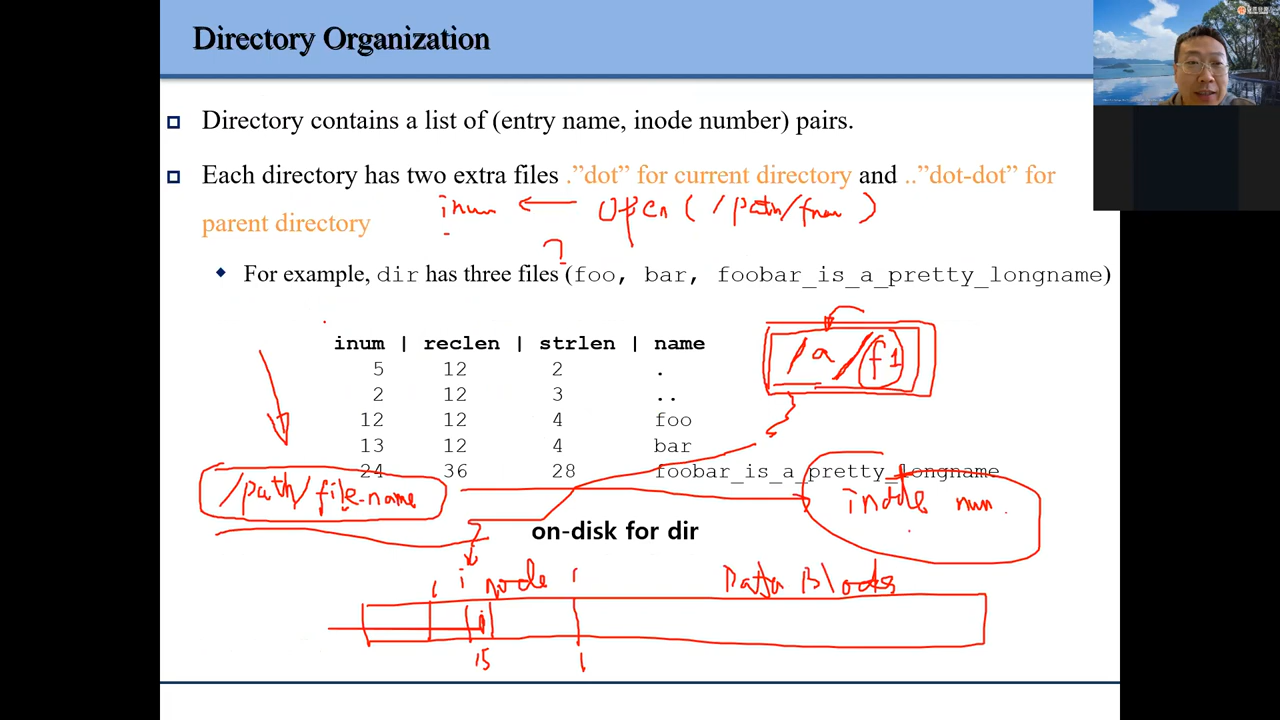 Directory Organization
Directory contains a list of (entry name, inode number) pairs.
Each directory has two extra files .”dot” for current directory and ..”dot-dot” for
parent directory
inum ← open ( /path/fnam )
?
For example, dir has three files (foo, bar, foobar_is_a_pretty_longname)
inum | reclen | strlen | name
5 12 2 .
2 12 3 ..
12 12 4 foo
13 12 4 bar
24 36 28 foobar_is_a_pretty_longname
/a/f1
/path/file-name
inode num.
on-disk for dir
inode
Data Blocks
15